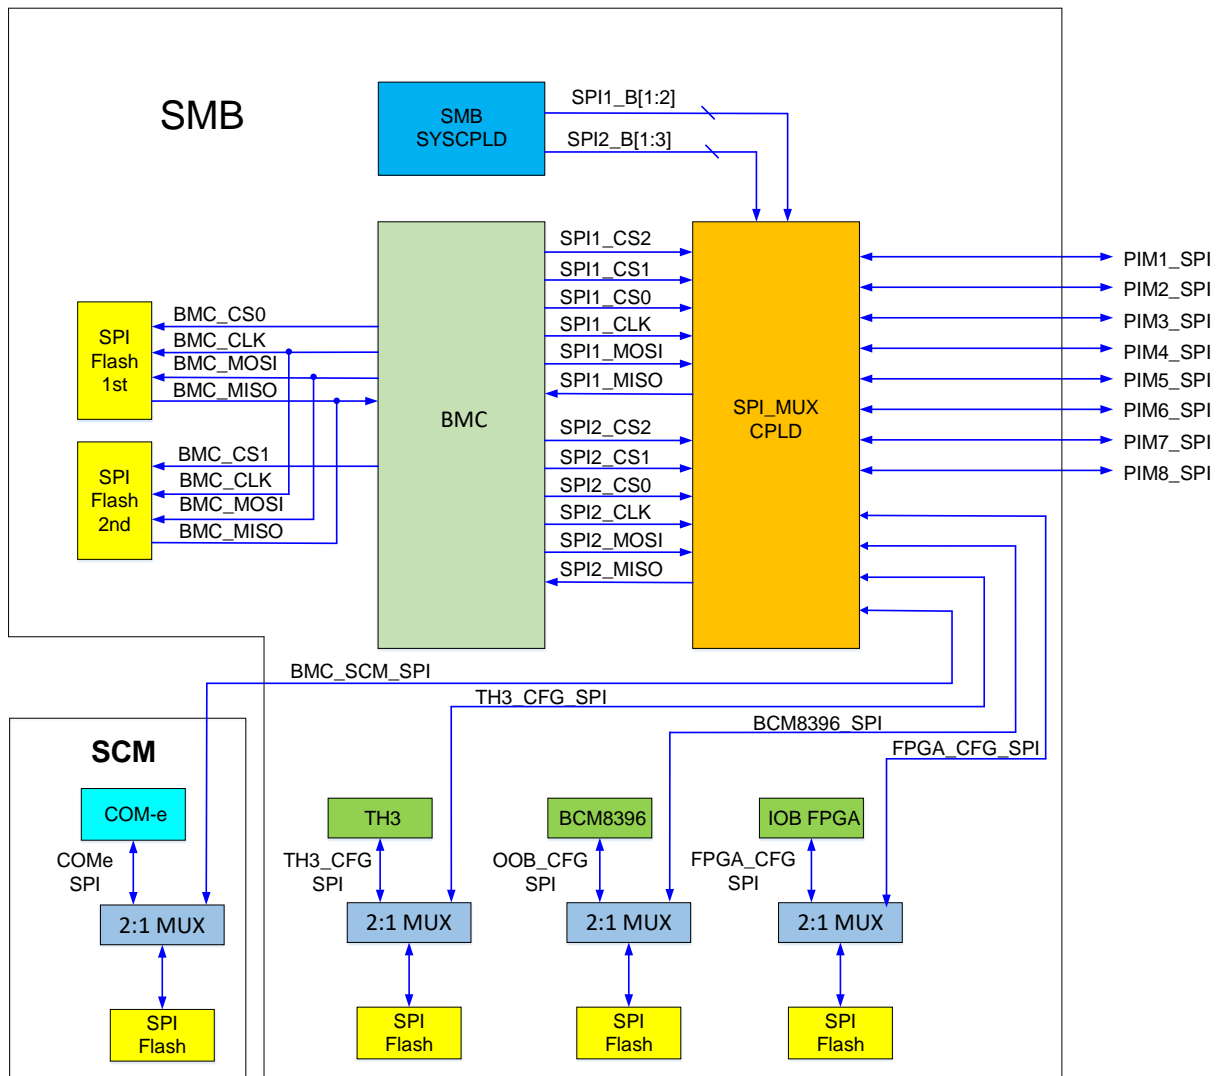 SMB
SMB
SYSCPLD
SPI1_B[1:2]
SPI2_B[1:3]
SPI
Flash
1st
BMC_CS0
BMC_CLK
BMC_MOSI
BMC_MISO
SPI
Flash
2nd
BMC_CS1
BMC_CLK
BMC_MOSI
BMC_MISO
BMC
SPI1_CS2
SPI1_CS1
SPI1_CS0
SPI1_CLK
SPI1_MOSI
SPI1_MISO
SPI2_CS2
SPI2_CS1
SPI2_CS0
SPI2_CLK
SPI2_MOSI
SPI2_MISO
SPI_MUX
CPLD
PIM1_SPI
PIM2_SPI
PIM3_SPI
PIM4_SPI
PIM5_SPI
PIM6_SPI
PIM7_SPI
PIM8_SPI
BMC_SCM_SPI
TH3_CFG_SPI
BCM8396_SPI
FPGA_CFG_SPI
SCM
COM-e
COMe
SPI
2:1 MUX
SPI
Flash
TH3
TH3_CFG
SPI
2:1 MUX
SPI
Flash
BCM8396
OOB_CFG
SPI
2:1 MUX
SPI
Flash
IOB FPGA
FPGA_CFG
SPI
2:1 MUX
SPI
Flash